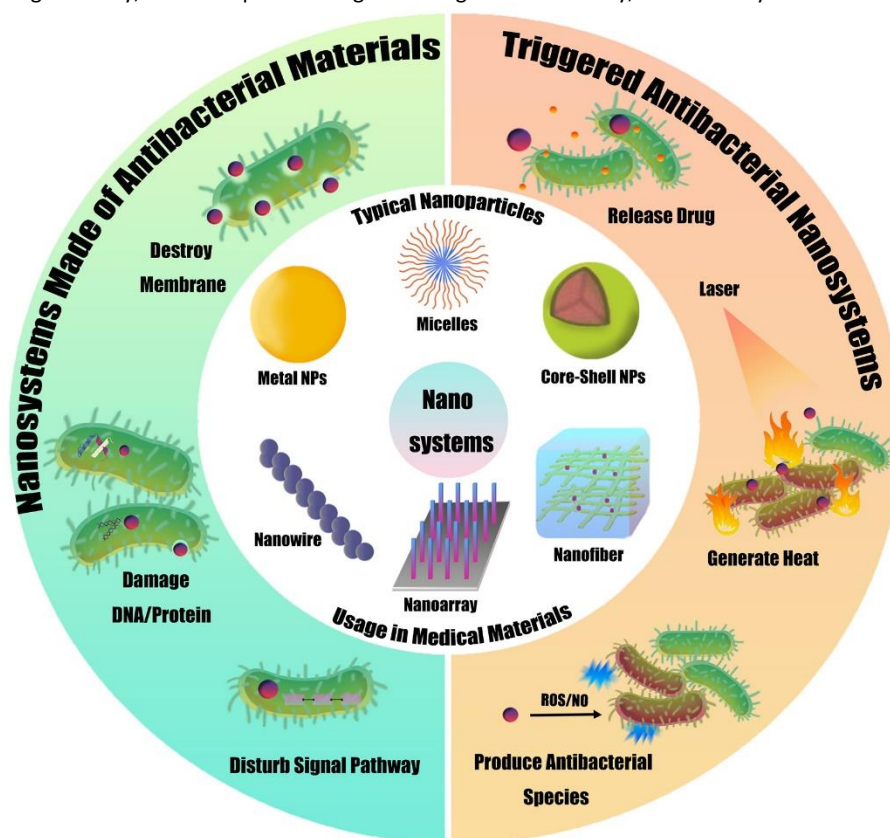 Nanosystems Made of Antibacterial Materials
Triggered Antibacterial Nanosystems
Destroy
Membrane
Damage
DNA/Protein
Disturb Signal Pathway
Release Drug
Laser
Generate Heat
ROS/NO
Produce Antibacterial
Species
Typical Nanoparticles
Micelles
Metal NPs
Core-Shell NPs
Nano
systems
Nanowire
Nanoarray
Nanofiber
Usage in Medical Materials